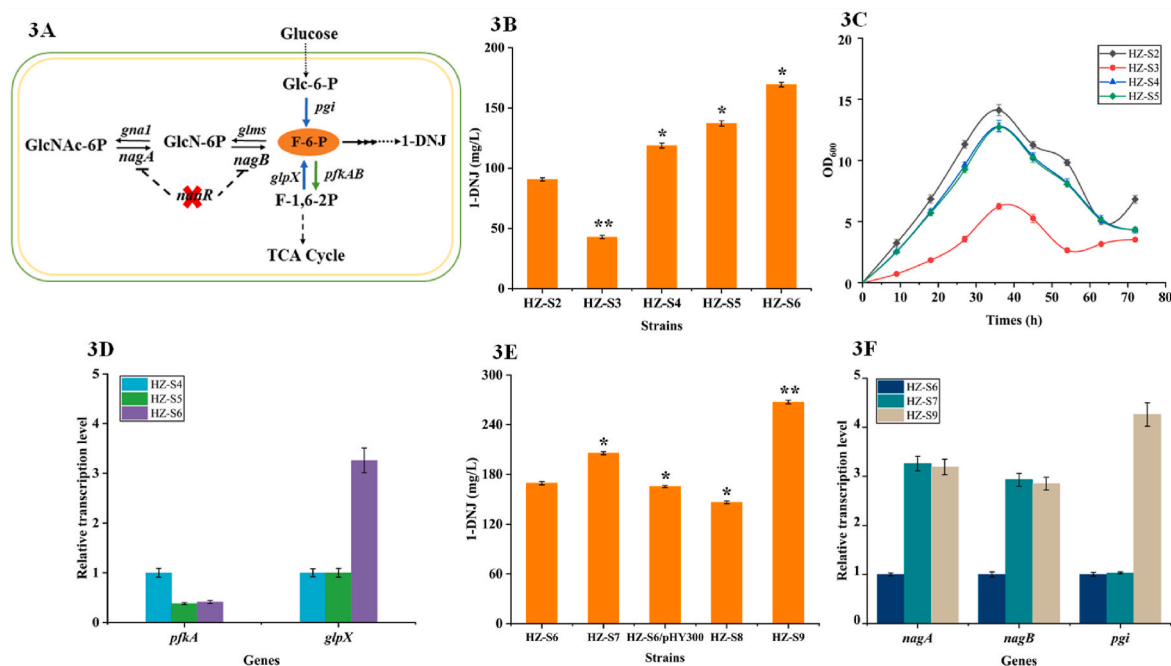 3A
Glucose
Glc-6-P
pgi
GlcNAc-6P
gna1
nagA
GlcN-6P
glms
nagB
F-6-P
1-DNJ
glpX
pfkAB
nanR
F-1,6-2P
TCA Cycle
3B
1-DNJ (mg/L)
200
150
100
50
0
*
*
*
**
HZ-S2 HZ-S3 HZ-S4 HZ-S5 HZ-S6
Strains
3C
OD600
20
15
10
5
0
HZ-S2
HZ-S3
HZ-S4
HZ-S5
0 10 20 30 40 50 60 70 80
Times (h)
3D
Relative transcription level
5
4
3
2
1
0
HZ-S4
HZ-S5
HZ-S6
pfkA glpX
Genes
3E
1-DNJ (mg/L)
300
240
180
120
60
0
**
*
*
*
HZ-S6 HZ-S7 HZ-S6/pHY300 HZ-S8 HZ-S9
Strains
3F
Relative transcription level
5
4
3
2
1
0
HZ-S6
HZ-S7
HZ-S9
nagA nagB pgi
Genes